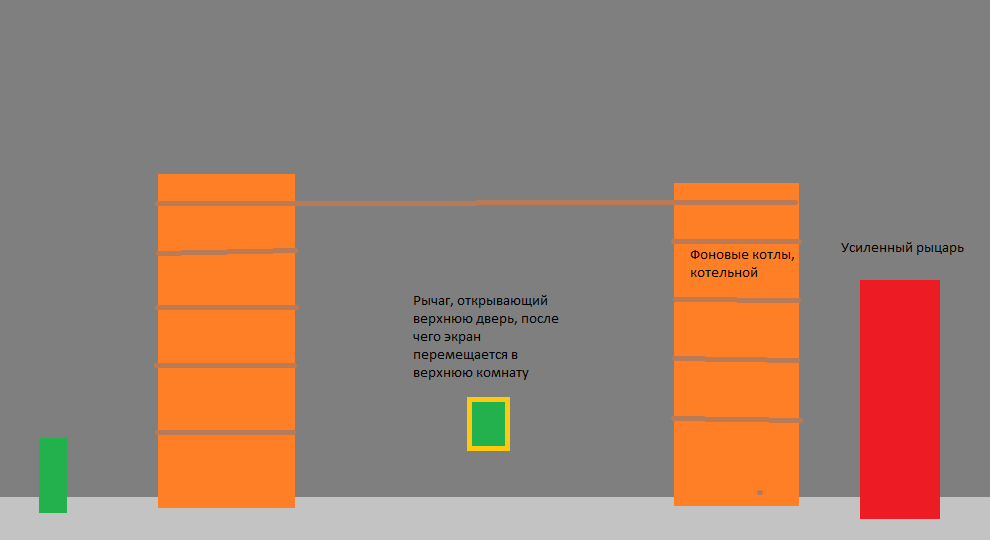 Усиленный рыцарь
Фоновые котлы,
котельной
Рычаг, открывающий
верхнюю дверь, после
чего экран
перемещается в
верхнюю комнату